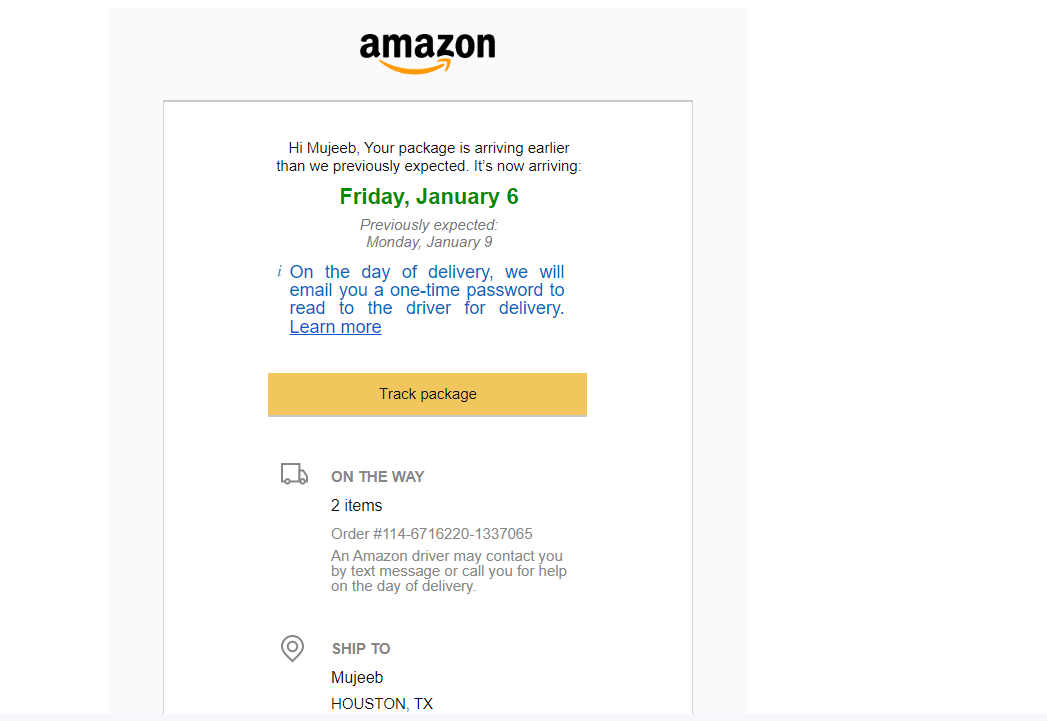 amazon
Hi Mujeeb, Your package is arriving earlier
than we previously expected. It’s now arriving:
Friday, January 6
Previously expected:
Monday, January 9
i On the day of delivery, we will
email you a one-time password to
read to the driver for delivery.
Learn more
Track package
ON THE WAY
2 items
Order #114-6716220-1337065
An Amazon driver may contact you
by text message or call you for help
on the day of delivery.
SHIP TO
Mujeeb
HOUSTON, TX